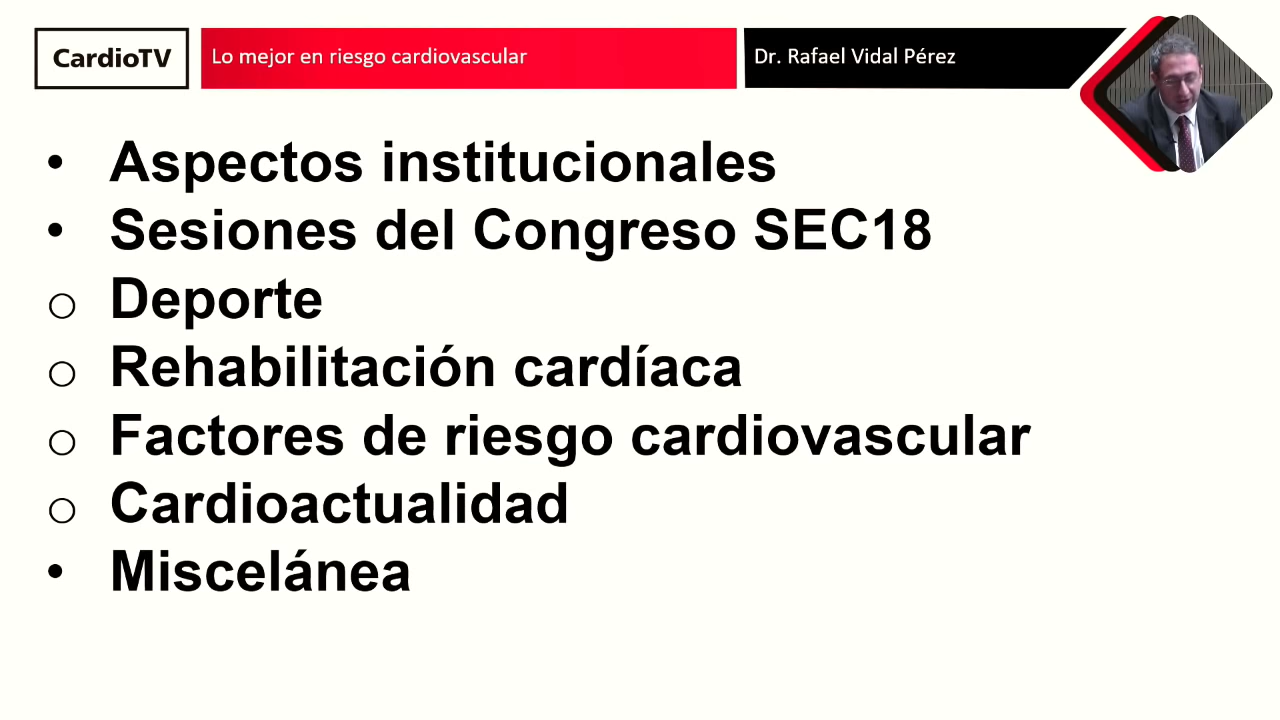 CardioTV
Lo mejor en riesgo cardiovascular
Dr. Rafael Vidal Pérez
• Aspectos institucionales
• Sesiones del Congreso SEC18
o Deporte
o Rehabilitación cardíaca
o Factores de riesgo cardiovascular
o Cardioactualidad
• Miscelánea